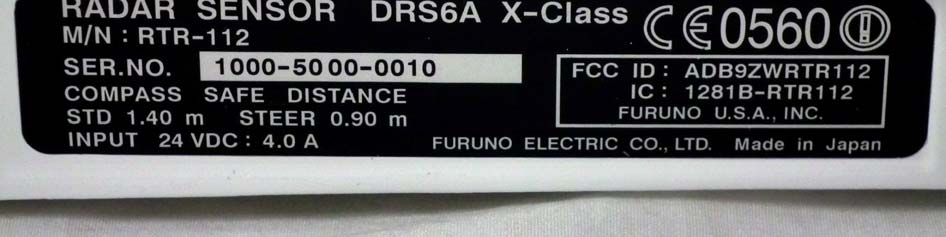 RADAR SENSOR DRS6A X-Class CE0560
M/N : RTR-112
SER.NO. 1000-5000-0010
COMPASS SAFE DISTANCE
STD 1.40 m STEER 0.90 m
INPUT 24 VDC : 4.0 A
FCC ID : ADB9ZWRTR112
IC : 1281B-RTR112
FURUNO U.S.A., INC.
FURUNO ELECTRIC CO., LTD. Made in Japan